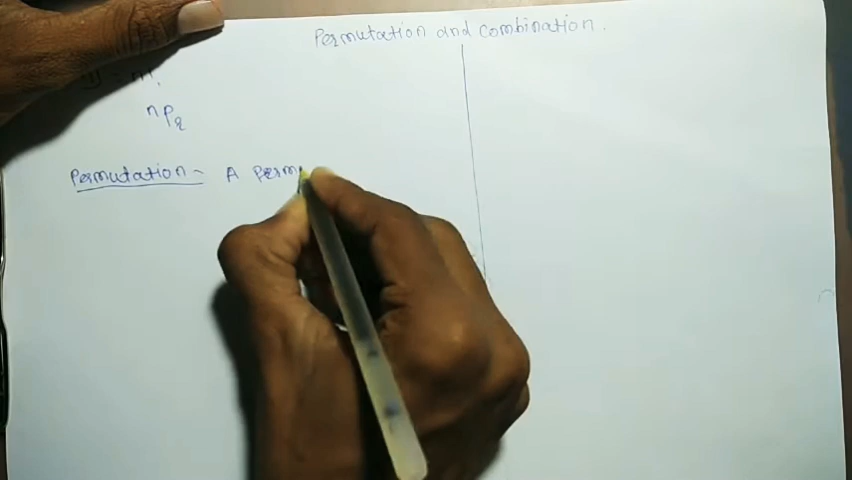 Permutation and combination.
nPr
Permutation - A Perm